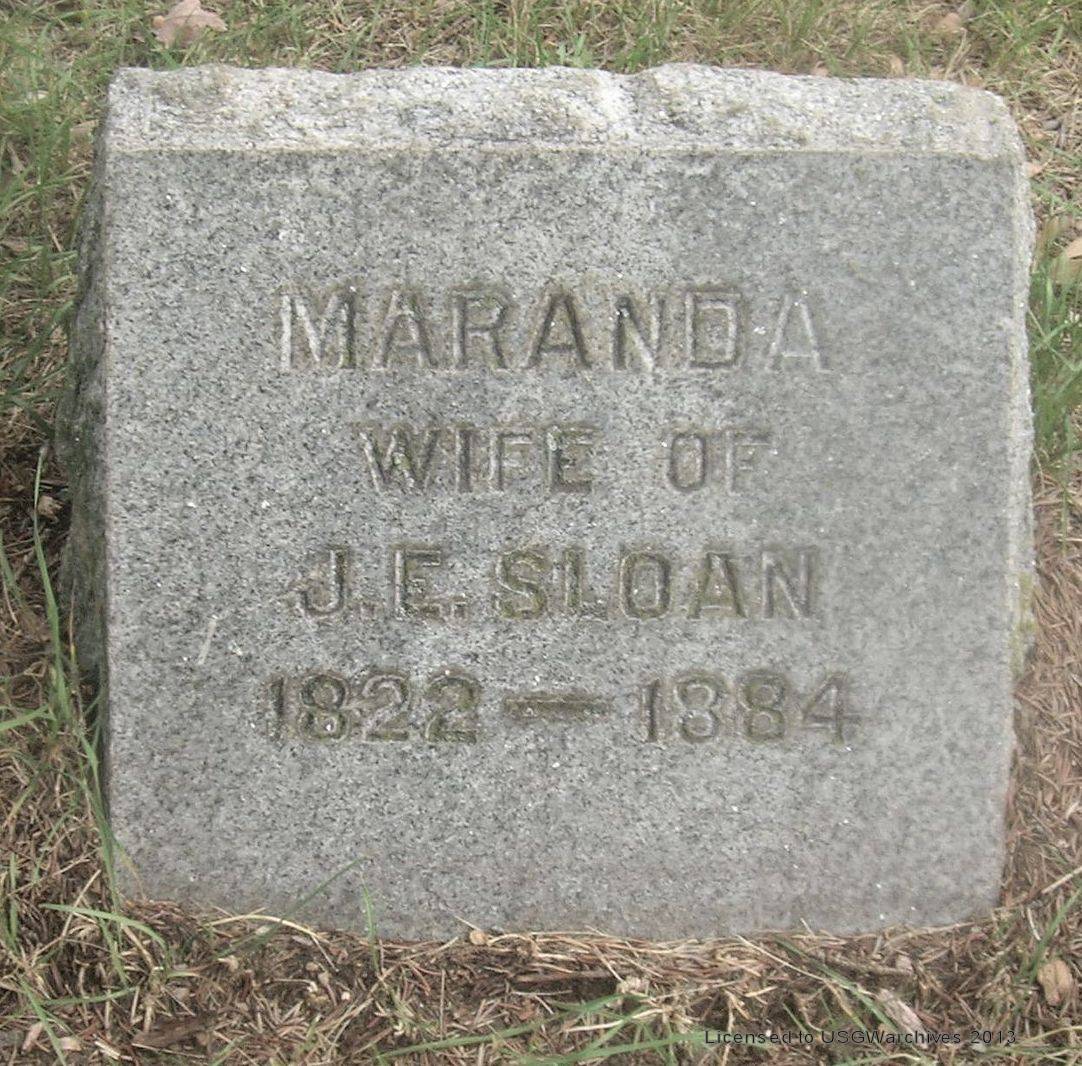 MARANDA
WIFE OF
J.E. SLOAN
1822 — 1884
Licensed to USGWarchives 2013